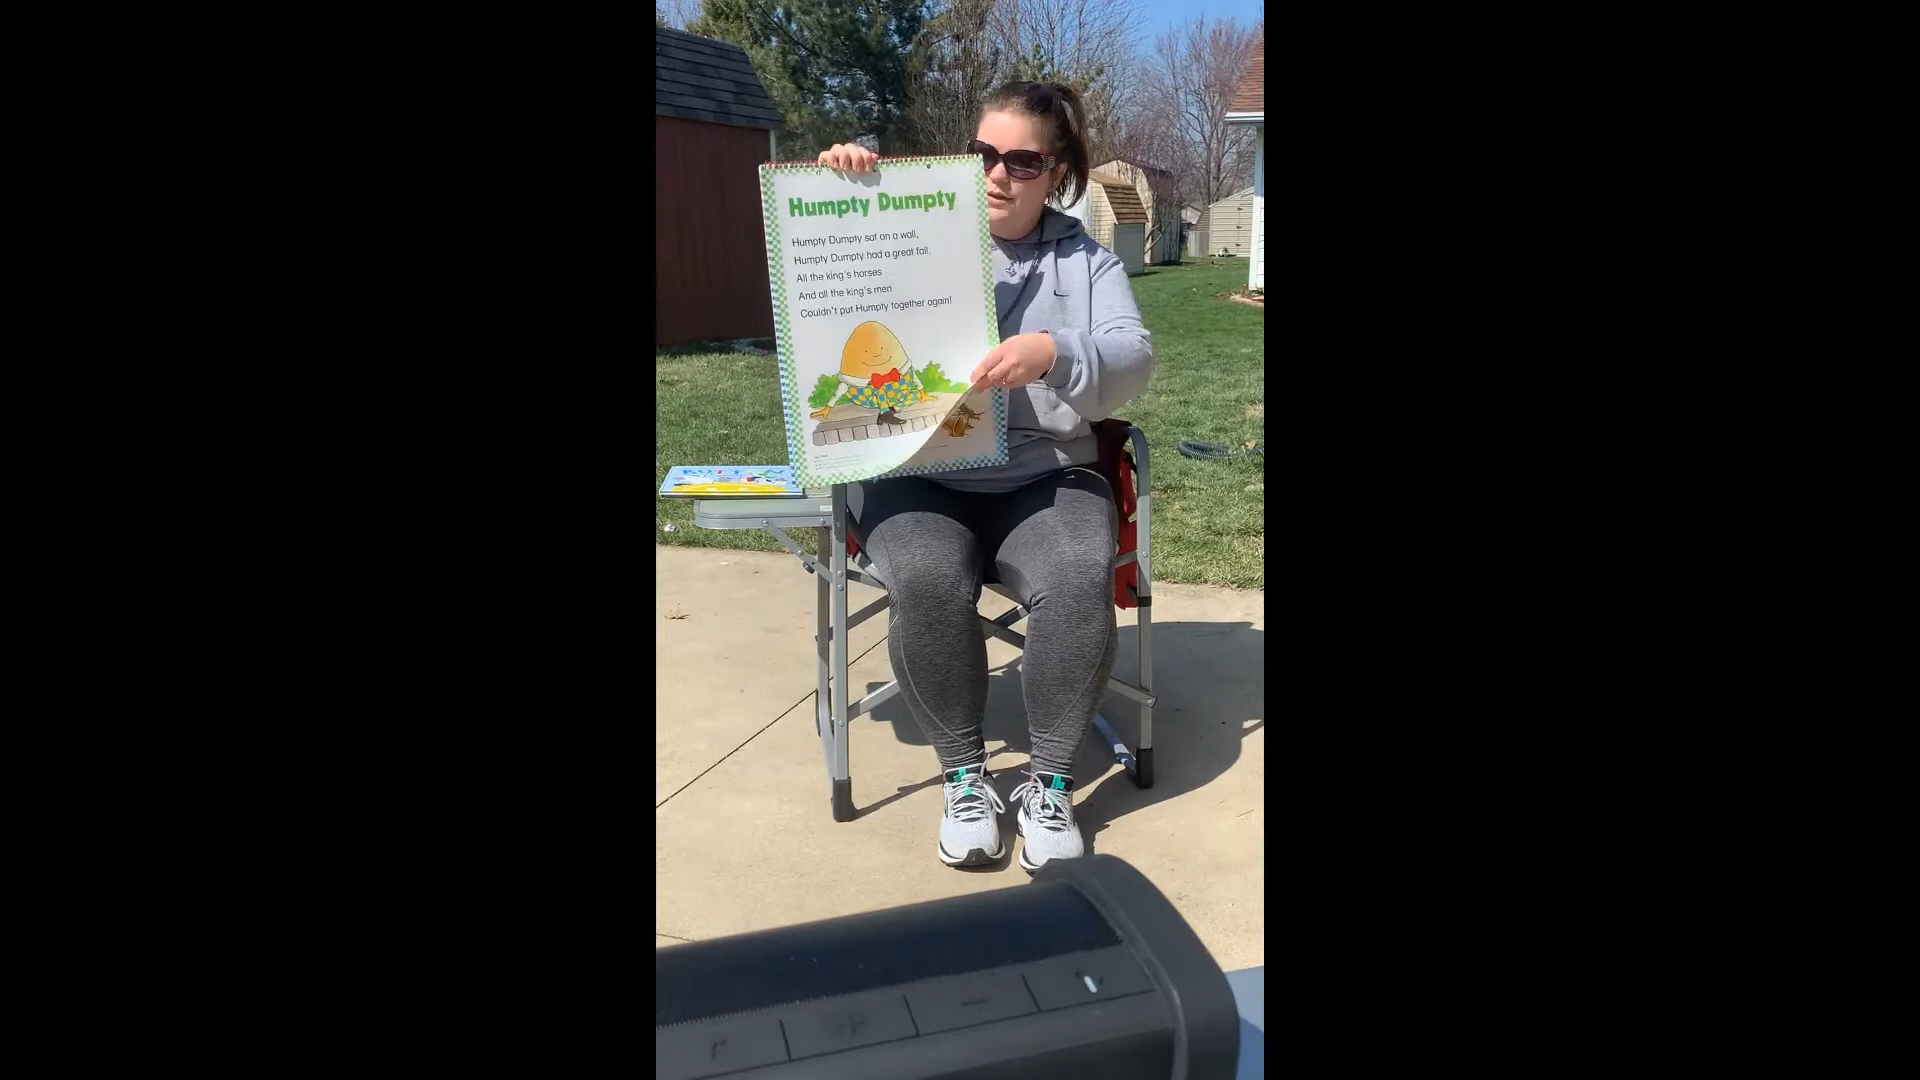 Humpty Dumpty
Humpty Dumpty sat on a wall,
Humpty Dumpty had a great fall.
All the king's horses
And all the king's men
Couldn't put Humpty together again!